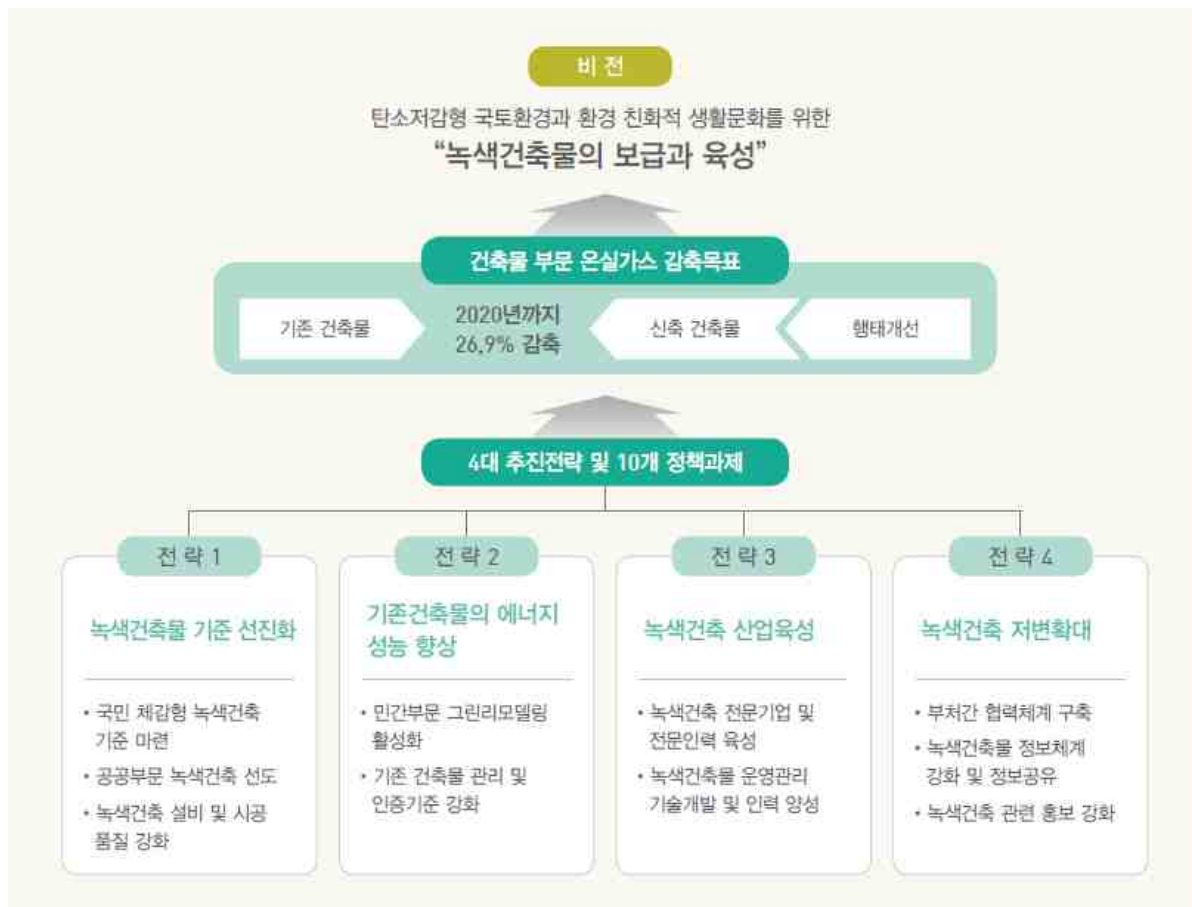 비 전
탄소저감형 국토환경과 환경 친화적 생활문화를 위한
“녹색건축물의 보급과 육성”
건축물 부문 온실가스 감축목표
기존 건축물
2020년까지
26.9% 감축
신축 건축물
행태개선
4대 추진전략 및 10개 정책과제
전 략 1
녹색건축물 기준 선진화
• 국민 체감형 녹색건축
기준 마련
• 공공부문 녹색건축 선도
• 녹색건축 설비 및 시공
품질 강화
전 략 2
기존건축물의 에너지
성능 향상
• 민간부문 그린리모델링
활성화
• 기존 건축물 관리 및
인증기준 강화
전 략 3
녹색건축 산업육성
• 녹색건축 전문기업 및
전문인력 육성
• 녹색건축물 운영관리
기술개발 및 인력 양성
전 략 4
녹색건축 저변확대
• 부처간 협력체계 구축
• 녹색건축물 정보체계
강화 및 정보공유
• 녹색건축 관련 홍보 강화